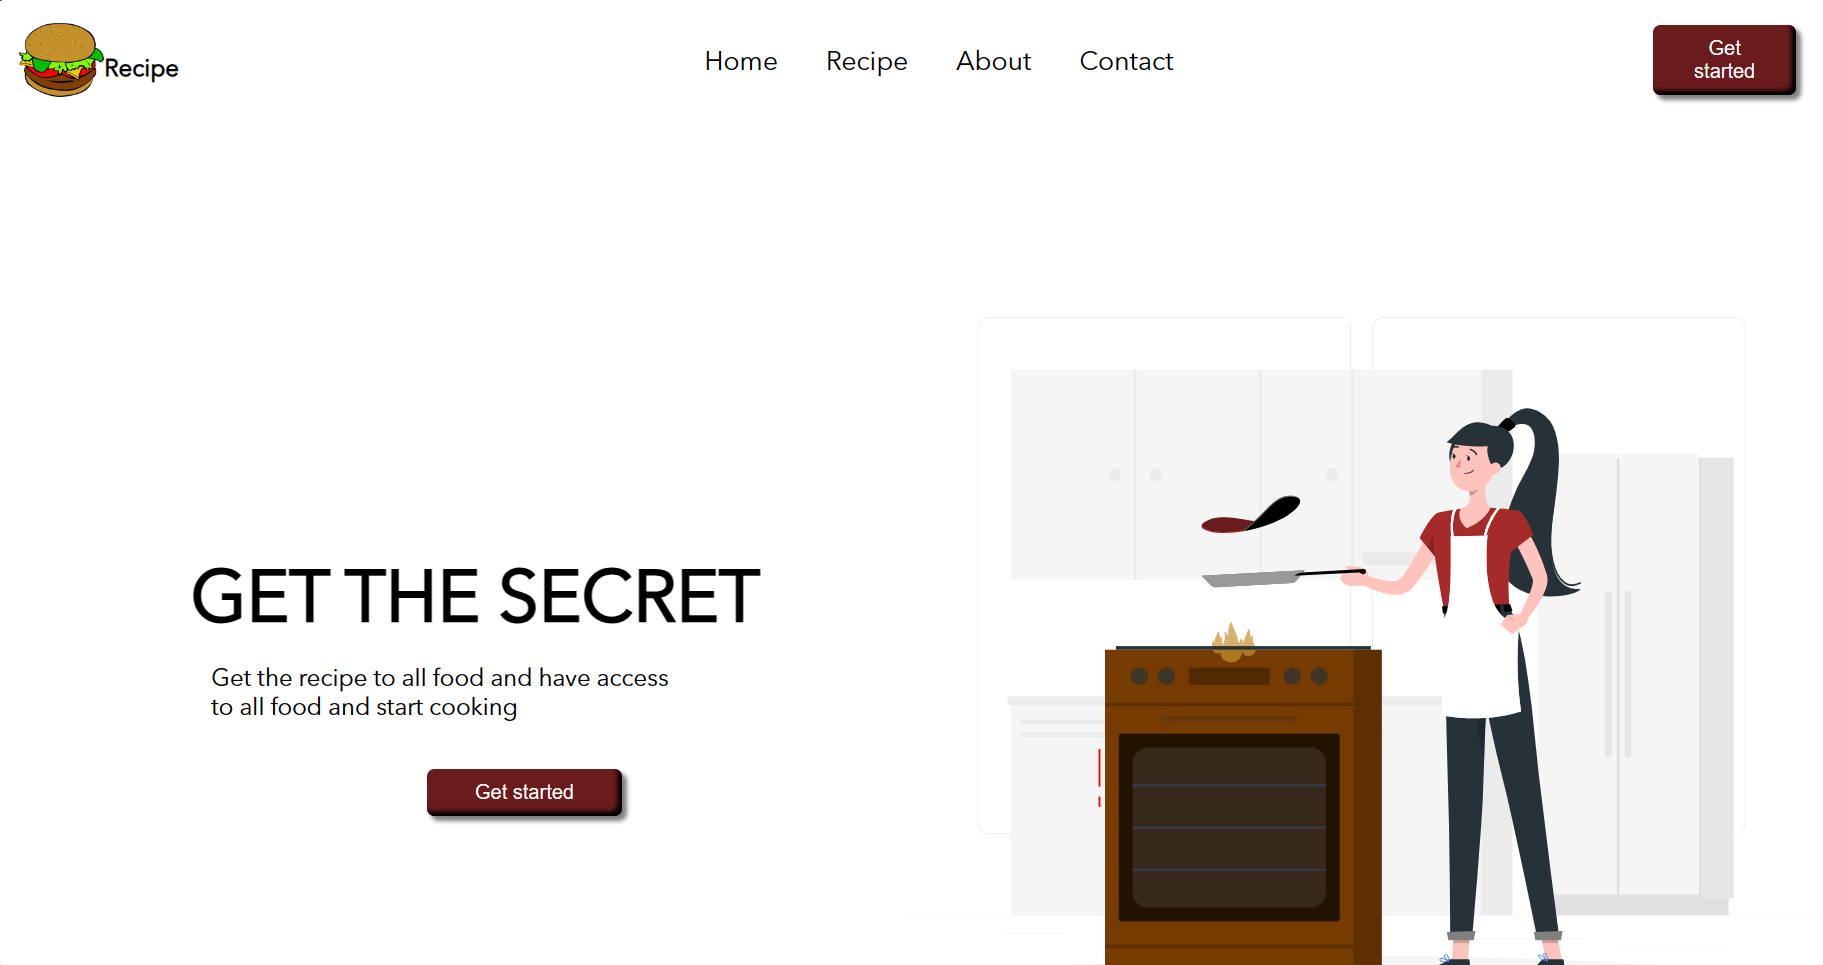 Recipe
Home
Recipe
About
Contact
Get
started
GET THE SECRET
Get the recipe to all food and have access
to all food and start cooking
Get started